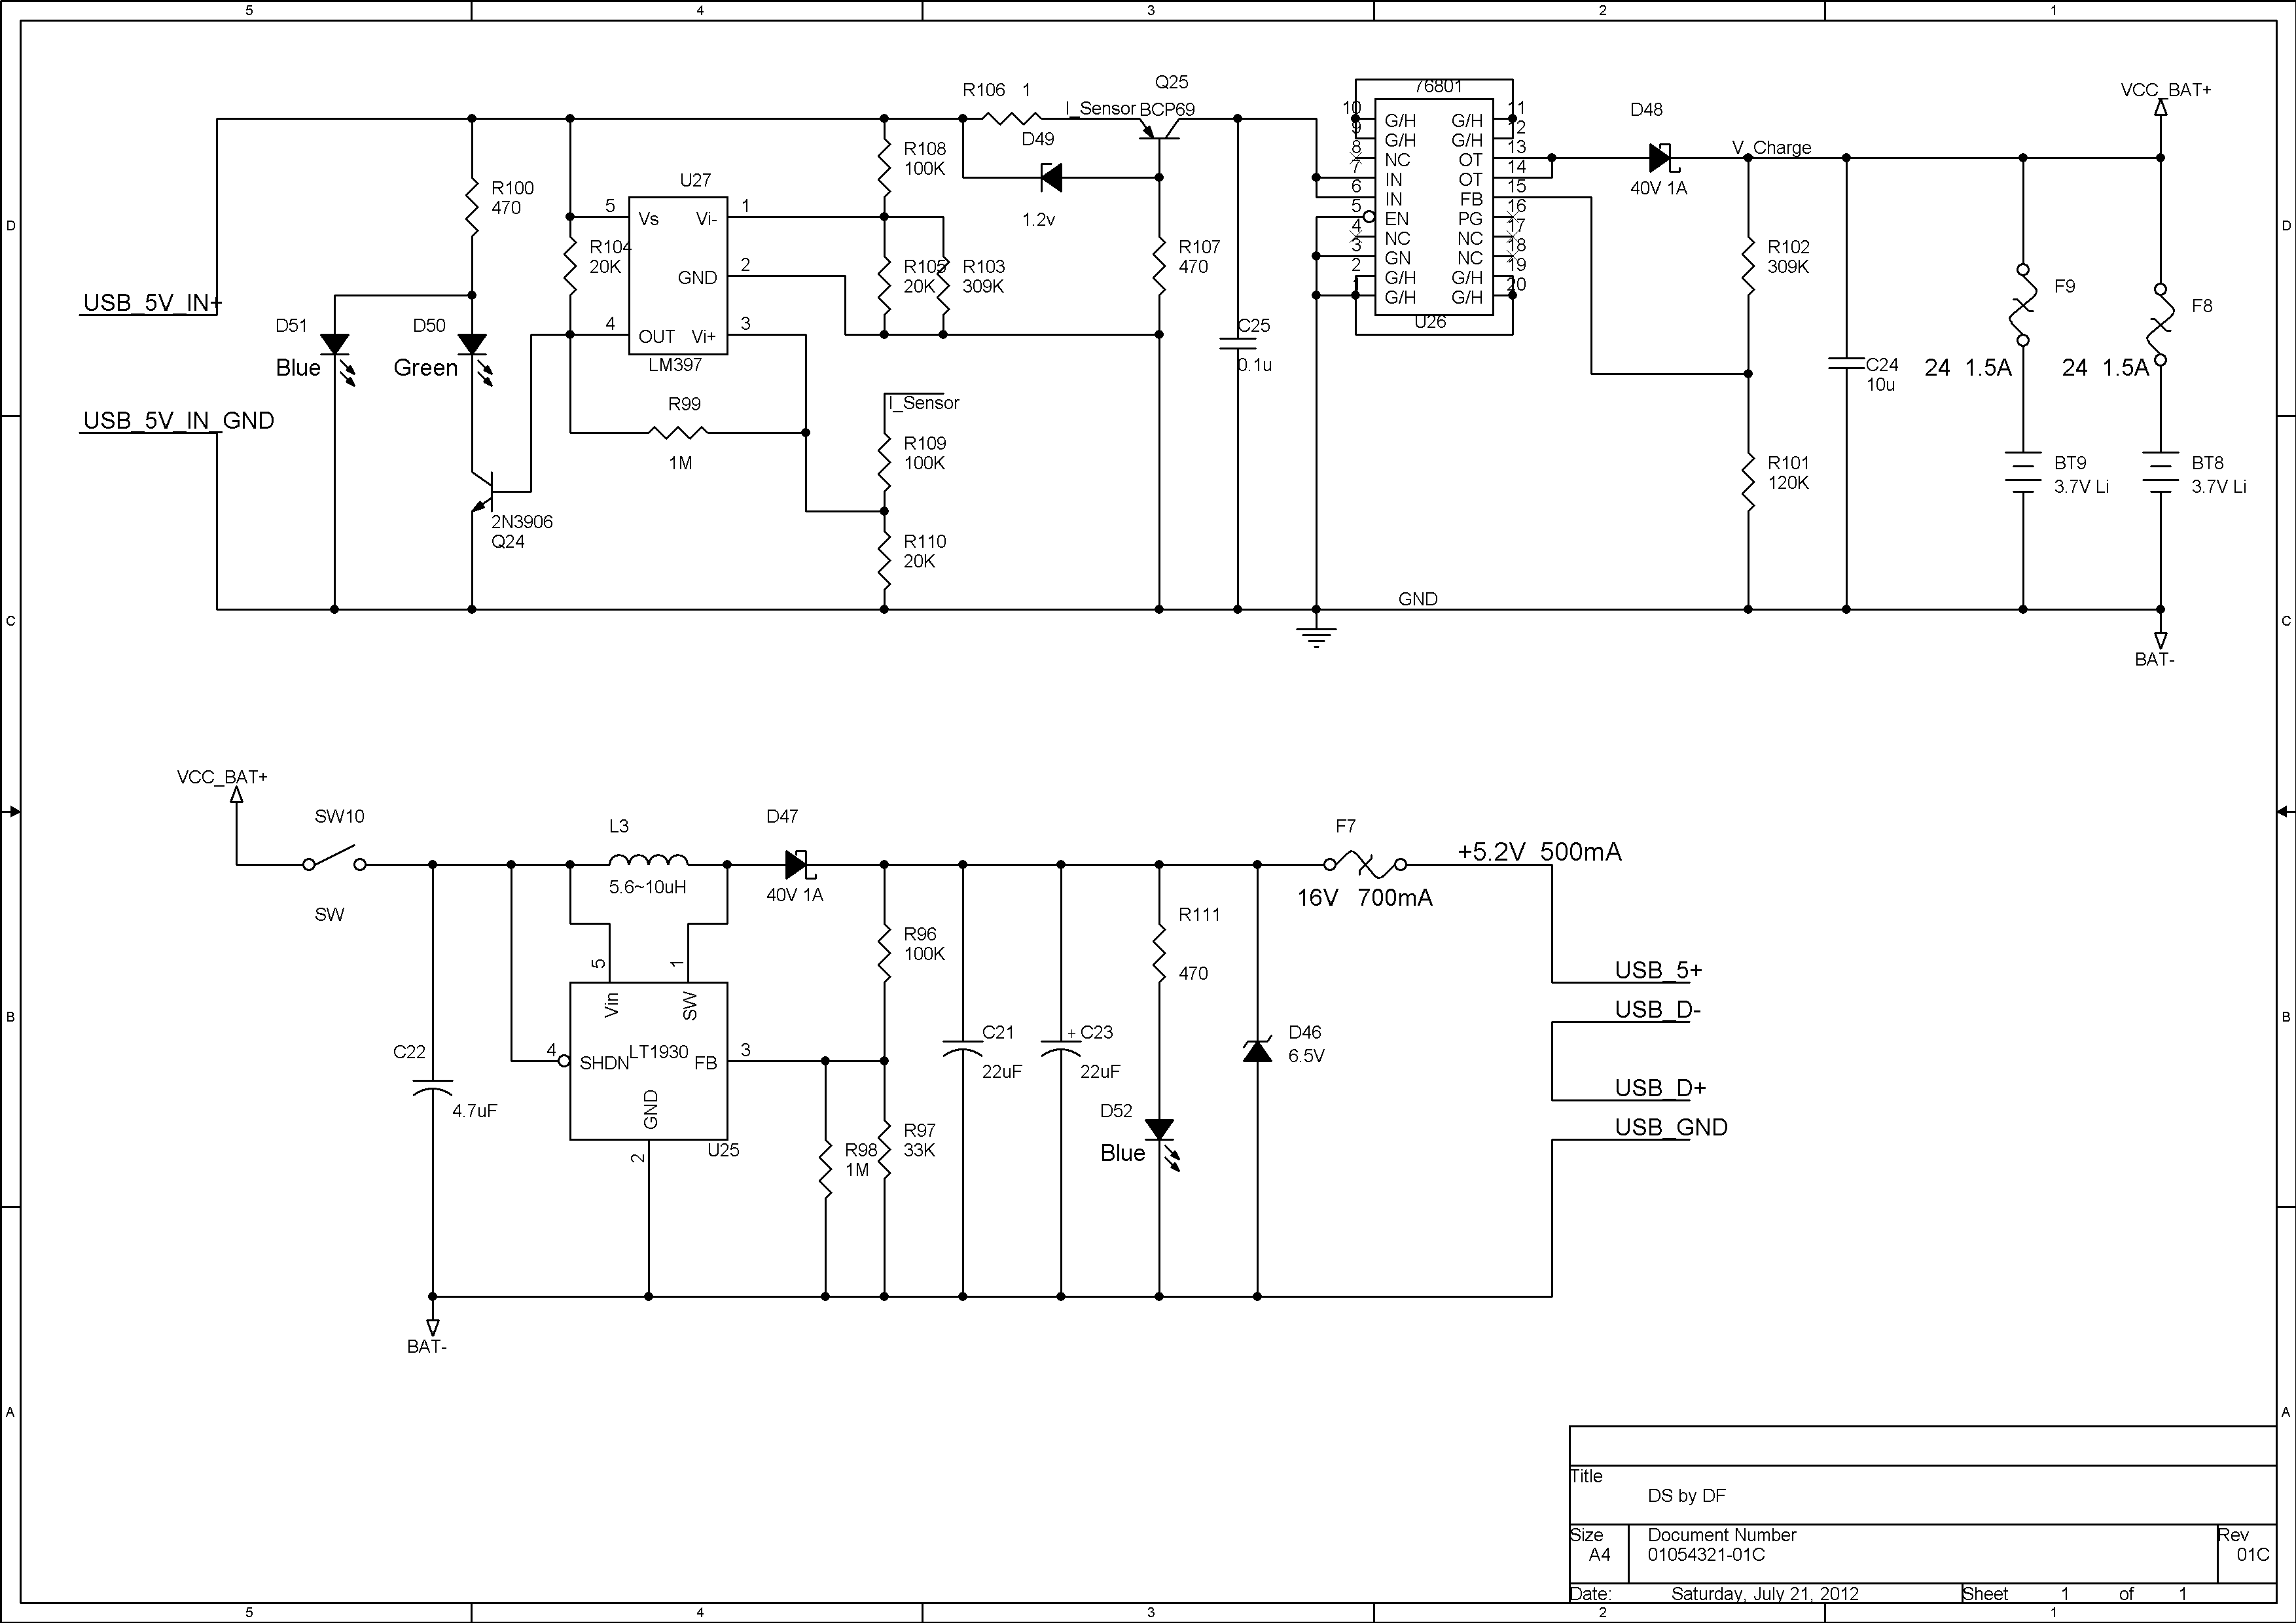 5 4 3 2 1
D
D
C
C
B
B
A
A
R106 1
I_Sensor
Q25
BCP69
D49
1.2v
R108
100K
R100
470
U27
5 Vs Vi- 1
GND 2
4 OUT Vi+ 3
LM397
R104
20K
R105
20K
R103
309K
R107
470
USB_5V_IN+
USB_5V_IN_GND
D51
Blue
D50
Green
R99
1M
I_Sensor
R109
100K
R110
20K
2N3906
Q24
C25
0.1u
76801
10 G/H G/H 11
9 G/H G/H 12
8 NC OT 13
7 IN OT 14
6 IN FB 15
5 EN PG 16
4 NC NC 17
3 GN NC 18
2 G/H G/H 19
1 G/H G/H 20
U26
D48
40V 1A
V_Charge
VCC_BAT+
R102
309K
R101
120K
C24
10u
F9
24 1.5A
F8
24 1.5A
BT9
3.7V Li
BT8
3.7V Li
GND
BAT-
VCC_BAT+
SW10
SW
L3
5.6~10uH
D47
40V 1A
F7
16V 700mA
+5.2V 500mA
C22
4.7uF
5 1
Vin SW
4 SHDN LT1930 FB 3
GND
2
U25
R96
100K
R98
1M
R97
33K
C21
22uF
+ C23
22uF
R111
470
D52
Blue
D46
6.5V
USB_5+
USB_D-
USB_D+
USB_GND
BAT-
Title
DS by DF
Size
A4
Document Number
01054321-01C
Rev
01C
Date: Saturday, July 21, 2012 Sheet 1 of 1
5 4 3 2 1